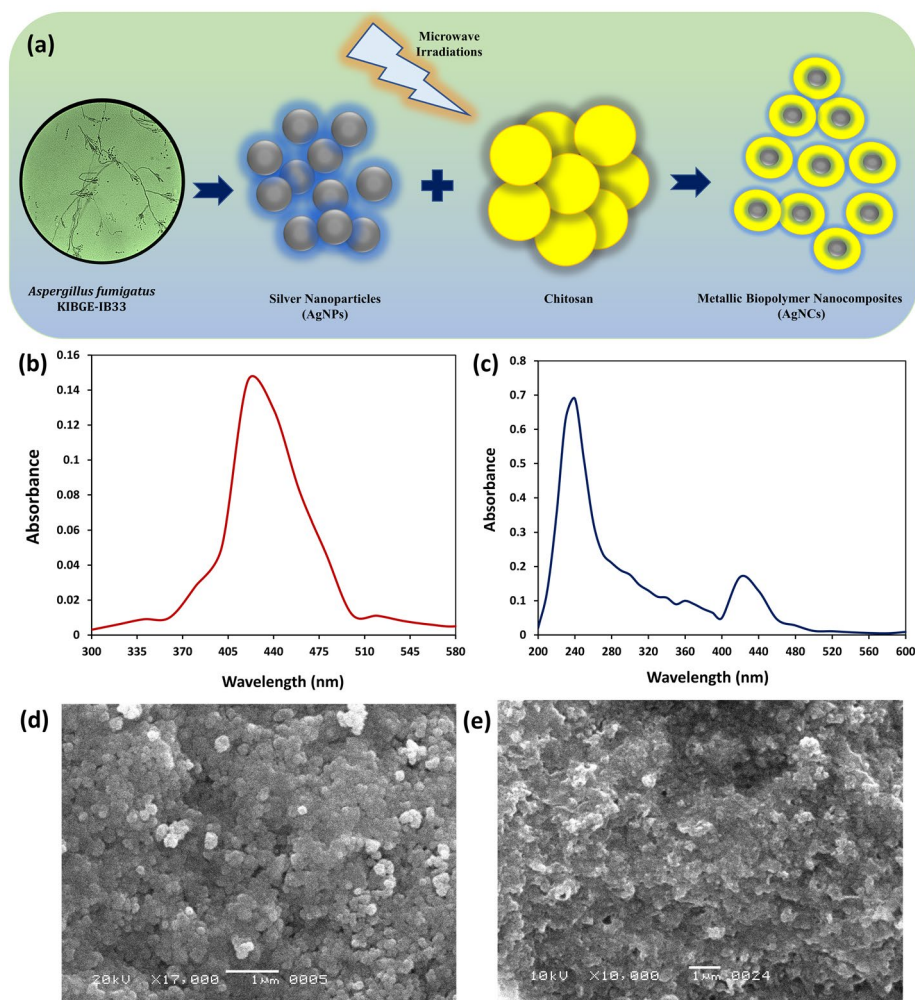 (a)
Microwave
Irradiations
Aspergillus fumigatus
KIBGE-IB33
Silver Nanoparticles
(AgNPs)
Chitosan
Metallic Biopolymer Nanocomposites
(AgNCs)
(b)
0.16
0.14
0.12
0.1
0.08
0.06
0.04
0.02
0
300 335 370 405 440 475 510 545 580
Absorbance
Wavelength (nm)
(c)
0.8
0.7
0.6
0.5
0.4
0.3
0.2
0.1
0
200 240 280 320 360 400 440 480 520 560 600
Absorbance
Wavelength (nm)
(d)
20kV X17,000 1μm 0005
(e)
10kV X10,000 1μm 0024